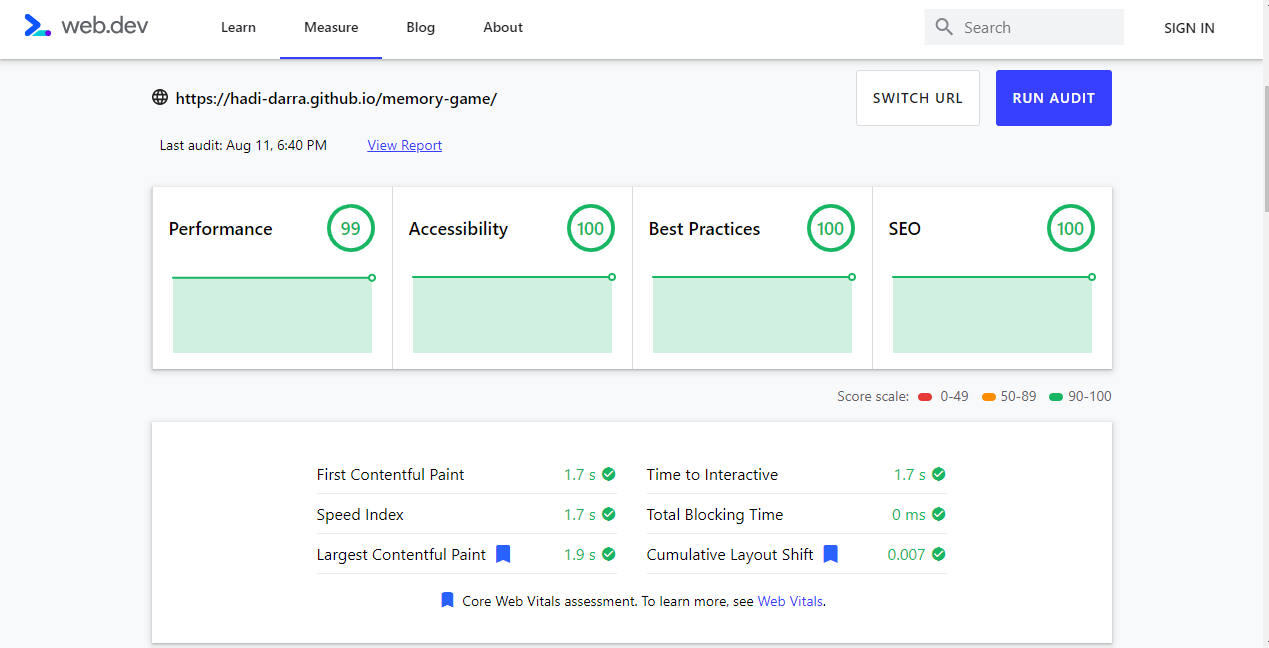 web.dev Learn Measure Blog About Search SIGN IN
https://hadi-darra.github.io/memory-game/ SWITCH URL RUN AUDIT
Last audit: Aug 11, 6:40 PM View Report
Performance 99 Accessibility 100 Best Practices 100 SEO 100
Score scale: 0-49 50-89 90-100
First Contentful Paint 1.7 s Time to Interactive 1.7 s
Speed Index 1.7 s Total Blocking Time 0 ms
Largest Contentful Paint 1.9 s Cumulative Layout Shift 0.007
Core Web Vitals assessment. To learn more, see Web Vitals.